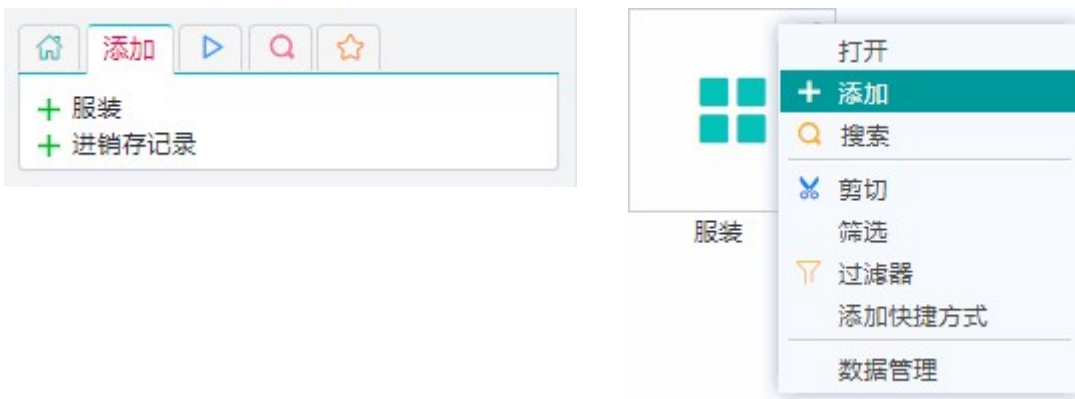 添加
服装
进销存记录
服装
打开
添加
搜索
剪切
筛选
过滤器
添加快捷方式
数据管理